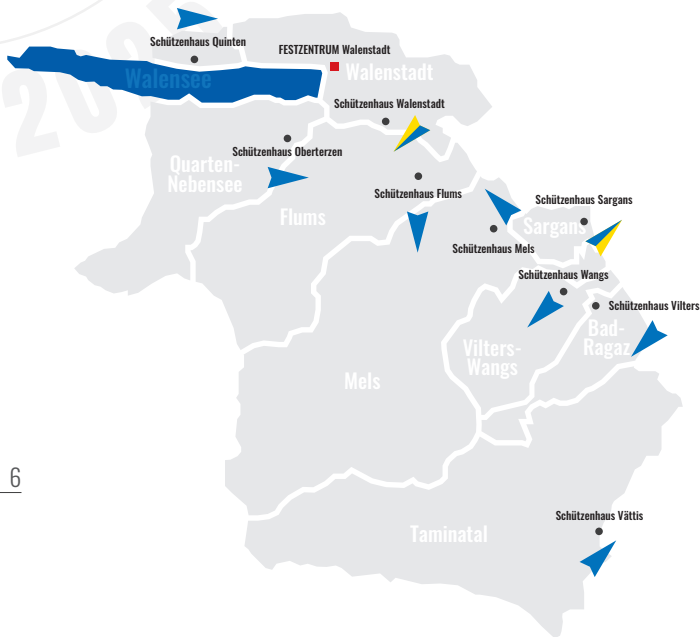 Schützenhaus Quinten
FESTZENTRUM Walenstadt
Walensee
Walenstadt
Schützenhaus Walenstadt
Schützenhaus Oberterzen
Quarten-
Nebensee
Schützenhaus Flums
Flums
Schützenhaus Sargans
Sargans
Schützenhaus Mels
Schützenhaus Wangs
Schützenhaus Vilters
Bad-
Ragaz
Vilters-
Wangs
Mels
6
Schützenhaus Vättis
Taminatal